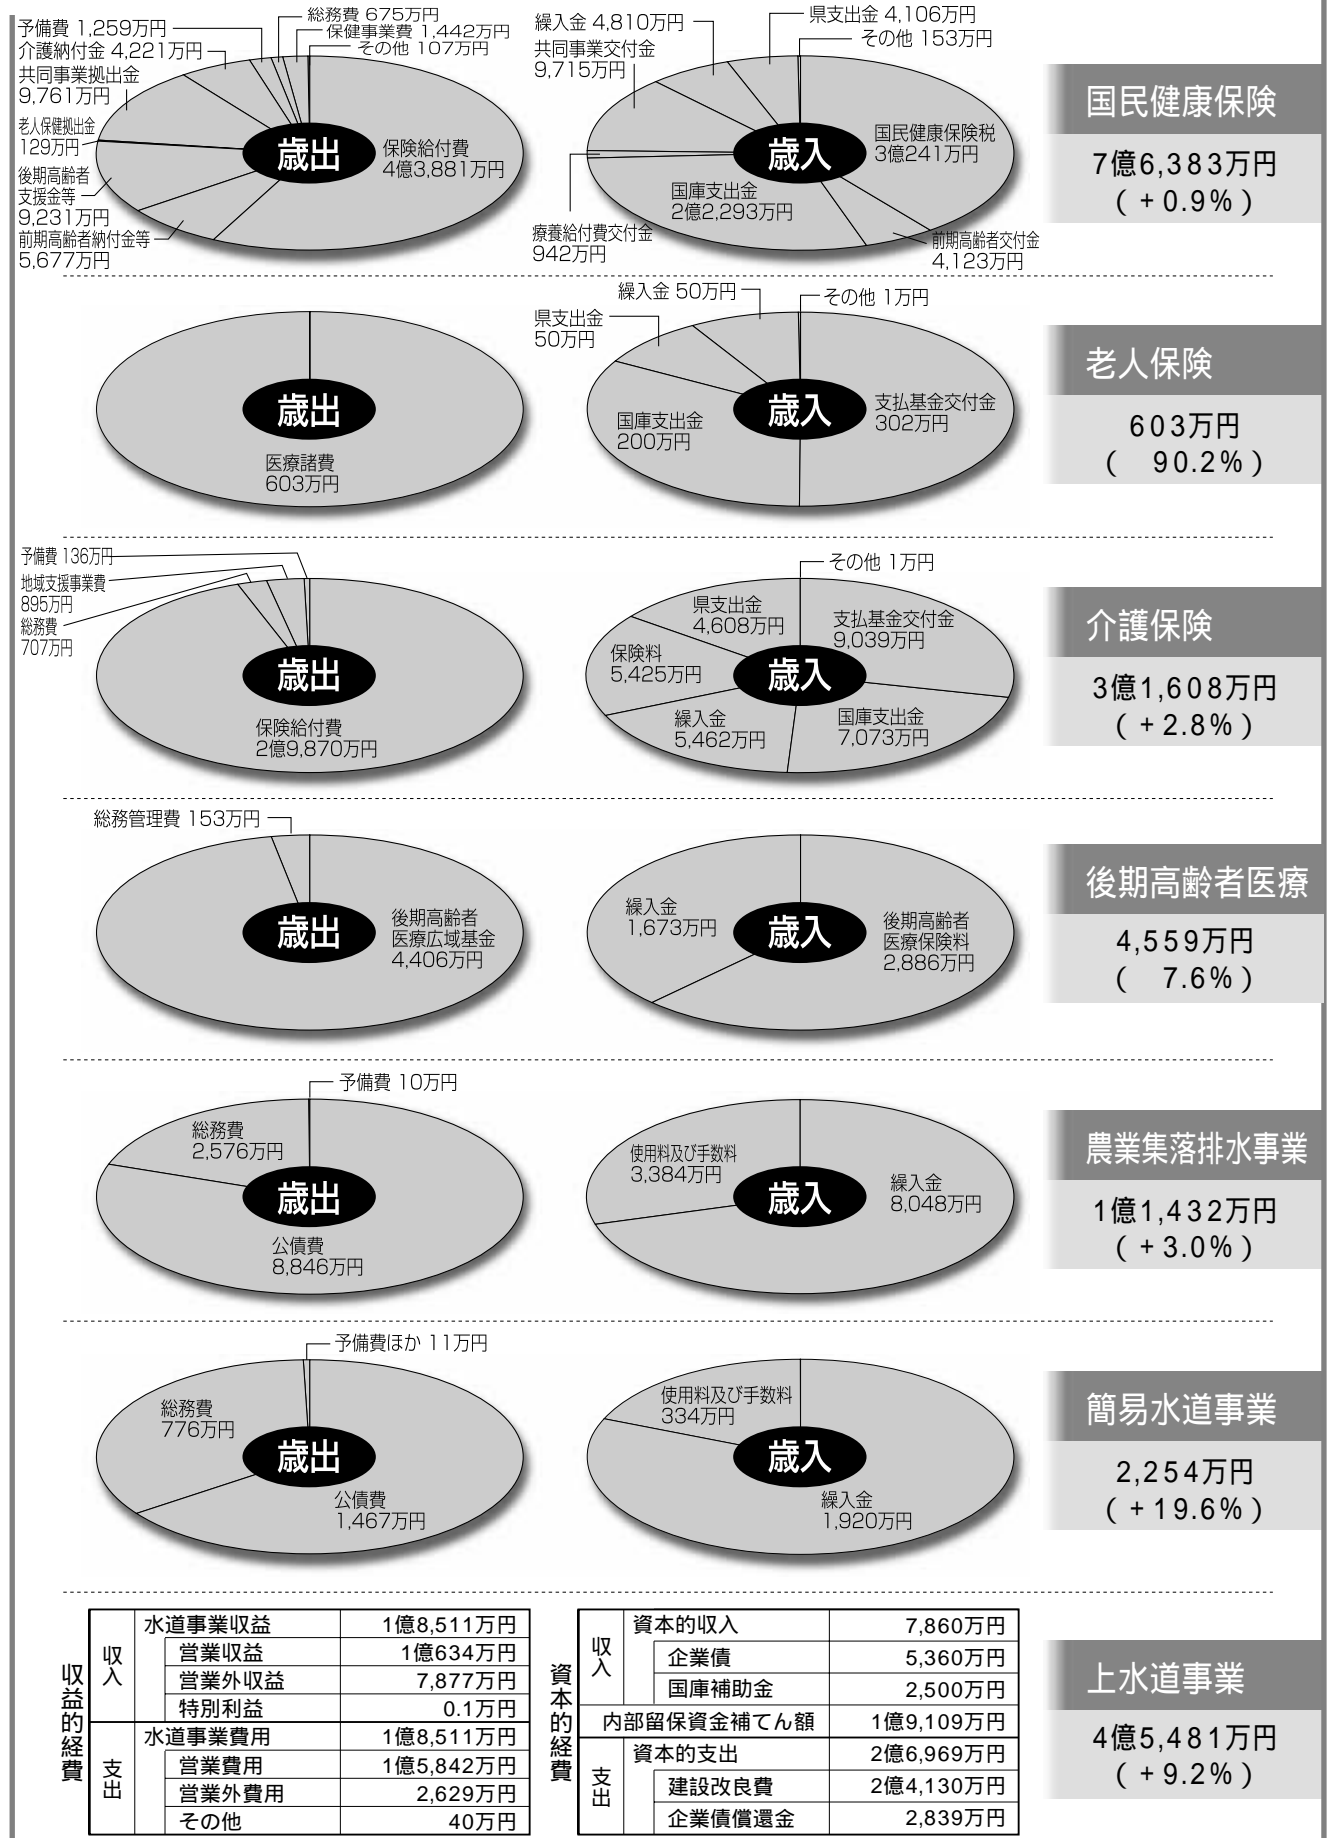 予備費 1,259万円
介護納付金 4,221万円
共同事業拠出金
9,761万円
老人保健拠出金
129万円
後期高齢者
支援金等
9,231万円
前期高齢者納付金等
5,677万円
総務費 675万円
保健事業費 1,442万円
その他 107万円
歳出
保険給付費
4億3,881万円
繰入金 4,810万円
共同事業交付金
9,715万円
県支出金 4,106万円
その他 153万円
歳入
国民健康保険税
3億241万円
国庫支出金
2億2,293万円
療養給付費交付金
942万円
前期高齢者交付金
4,123万円
国民健康保険
7億6,383万円
(+0.9%)
歳出
医療諸費
603万円
繰入金 50万円
その他 1万円
県支出金
50万円
歳入
支払基金交付金
302万円
国庫支出金
200万円
老人保険
603万円
( 90.2%)
予備費 136万円
地域支援事業費
895万円
総務費
707万円
歳出
保険給付費
2億9,870万円
その他 1万円
県支出金
4,608万円
支払基金交付金
9,039万円
保険料
5,425万円
歳入
繰入金
5,462万円
国庫支出金
7,073万円
介護保険
3億1,608万円
(+2.8%)
総務管理費 153万円
歳出
後期高齢者
医療広域基金
4,406万円
繰入金
1,673万円
歳入
後期高齢者
医療保険料
2,886万円
後期高齢者医療
4,559万円
( 7.6%)
予備費 10万円
総務費
2,576万円
歳出
公債費
8,846万円
使用料及び手数料
3,384万円
歳入
繰入金
8,048万円
農業集落排水事業
1億1,432万円
(+3.0%)
予備費ほか 11万円
総務費
776万円
歳出
公債費
1,467万円
使用料及び手数料
334万円
歳入
繰入金
1,920万円
簡易水道事業
2,254万円
(+19.6%)
収益的経費
収入
水道事業収益 1億8,511万円
営業収益 1億634万円
営業外収益 7,877万円
特別利益 0.1万円
支出
水道事業費用 1億8,511万円
営業費用 1億5,842万円
営業外費用 2,629万円
その他 40万円
資本的経費
収入
資本的収入 7,860万円
企業債 5,360万円
国庫補助金 2,500万円
内部留保資金補てん額 1億9,109万円
支出
資本的支出 2億6,969万円
建設改良費 2億4,130万円
企業債償還金 2,839万円
上水道事業
4億5,481万円
(+9.2%)